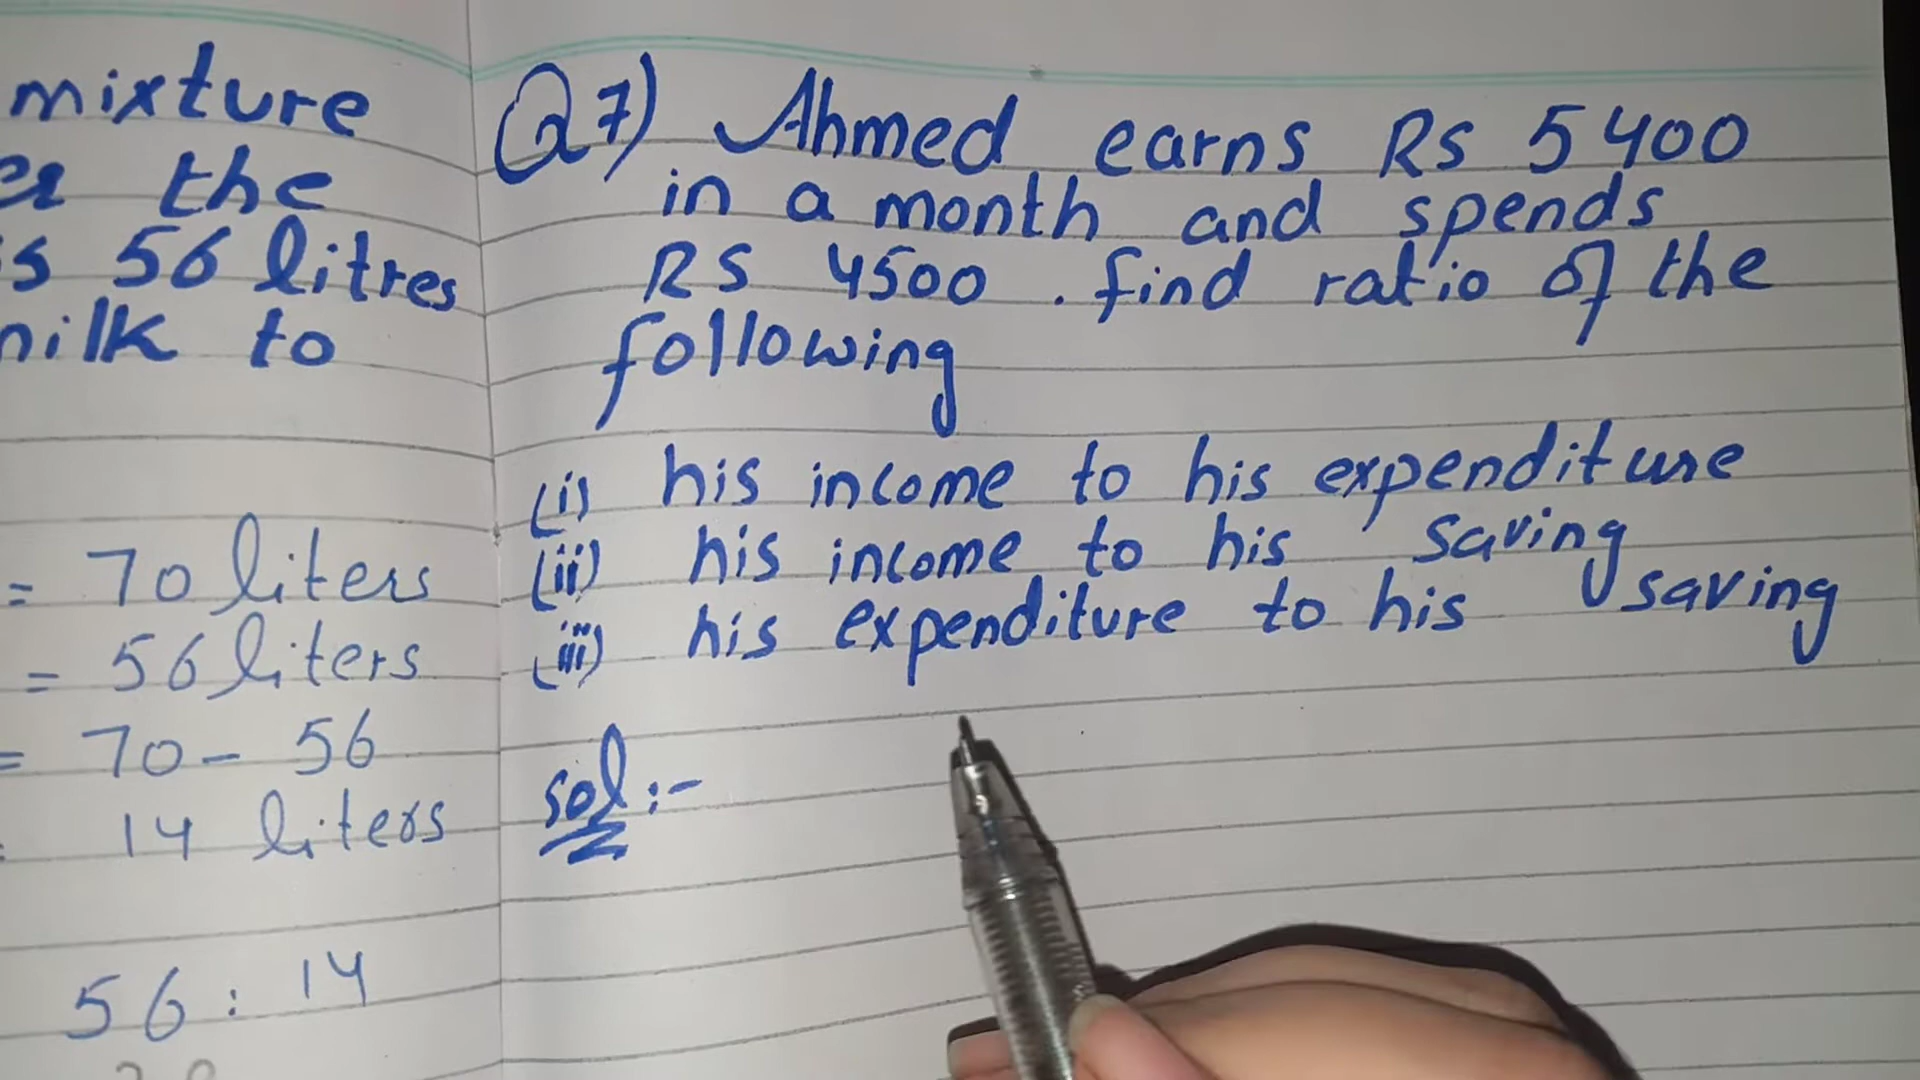 mixture
the
56 litres
to
= 70 liters
= 56 liters
= 70 - 56
14 liters
56 : 14
Q7) Ahmed earns Rs 5400
in a month and spends
RS 4500 . find ratio of the
following
(i) his income to his expenditure
(ii) his income to his saving
(iii) his expenditure to his saving
sol:-